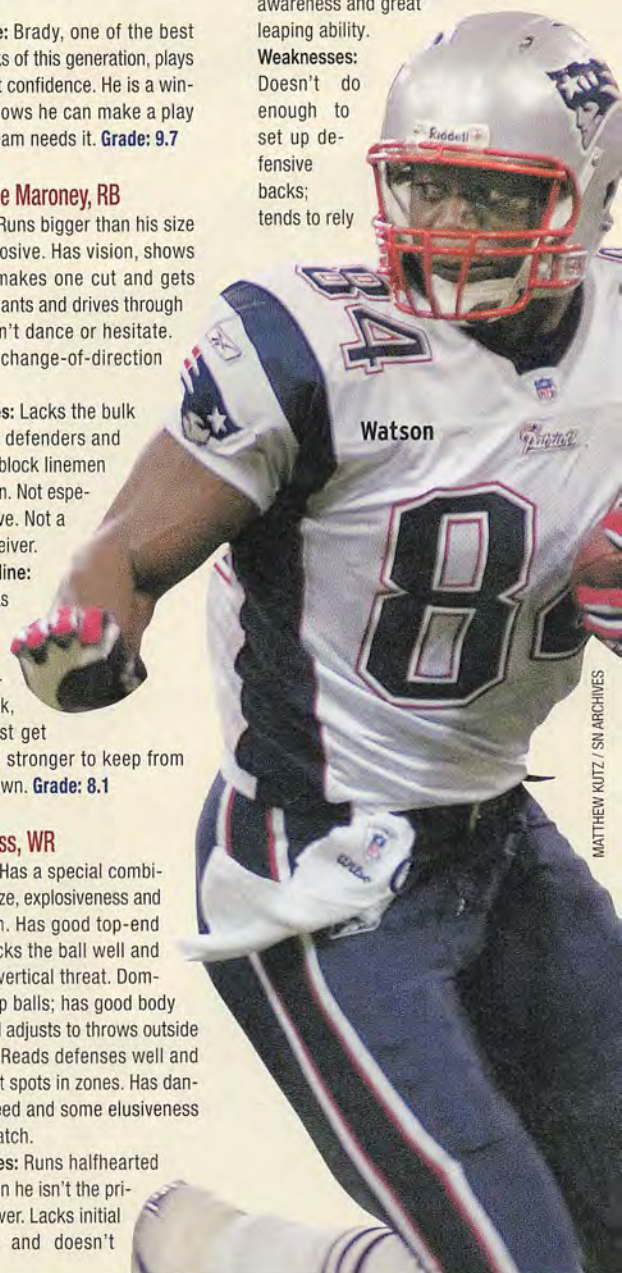 e: Brady, one of the best
ks of this generation, plays
t confidence. He is a win-
ows he can make a play
eam needs it. Grade: 9.7
e Maroney, RB
Runs bigger than his size
osive. Has vision, shows
makes one cut and gets
ants and drives through
n't dance or hesitate.
change-of-direction
es: Lacks the bulk
defenders and
block linemen
n. Not espe-
ve. Not a
eiver.
line:
s
-
k,
st get
stronger to keep from
wn. Grade: 8.1
ss, WR
Has a special combi-
ze, explosiveness and
n. Has good top-end
cks the ball well and
vertical threat. Dom-
p balls; has good body
l adjusts to throws outside
Reads defenses well and
t spots in zones. Has dan-
eed and some elusiveness
atch.
es: Runs halfhearted
n he isn't the pri-
ver. Lacks initial
and doesn't
awareness and great
leaping ability.
Weaknesses:
Doesn't do
enough to
set up de-
fensive
backs;
tends to rely
Riddell
84
Watson
Patriots
84
Wilson
MATTHEW KUTZ / SN ARCHIVES